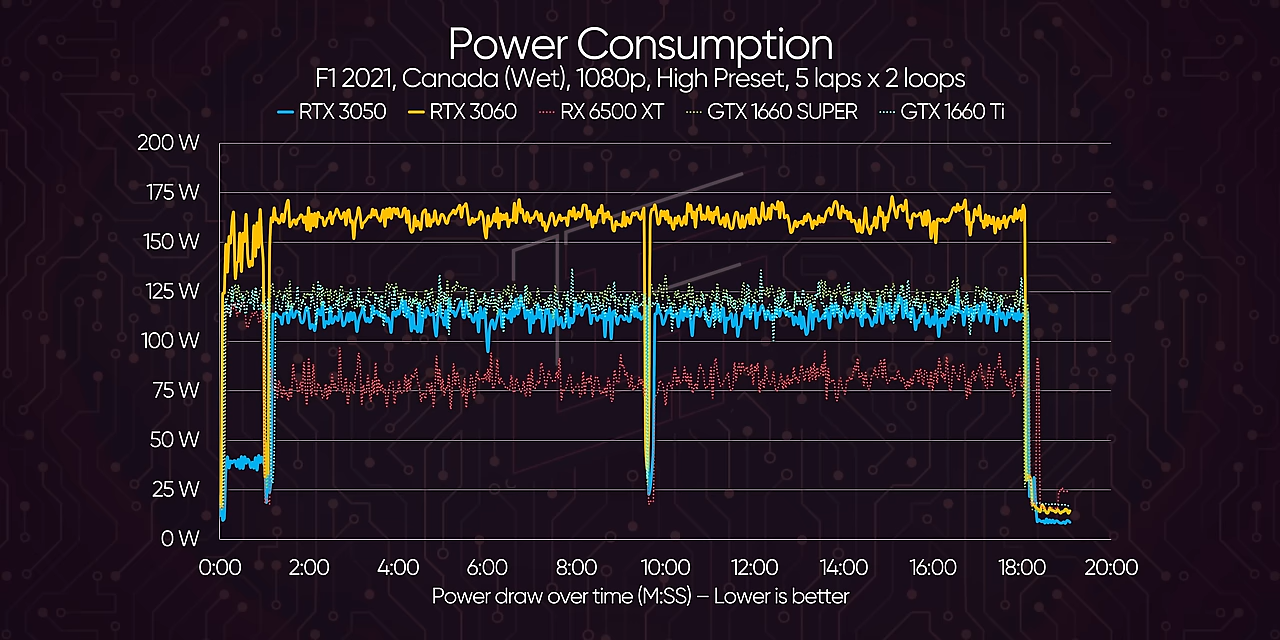 Power Consumption
F1 2021, Canada (Wet), 1080p, High Preset, 5 laps x 2 loops
RTX 3050 RTX 3060 RX 6500 XT GTX 1660 SUPER GTX 1660 Ti
200 W
175 W
150 W
125 W
100 W
75 W
50 W
25 W
0 W
0:00 2:00 4:00 6:00 8:00 10:00 12:00 14:00 16:00 18:00 20:00
Power draw over time (M:SS) – Lower is better